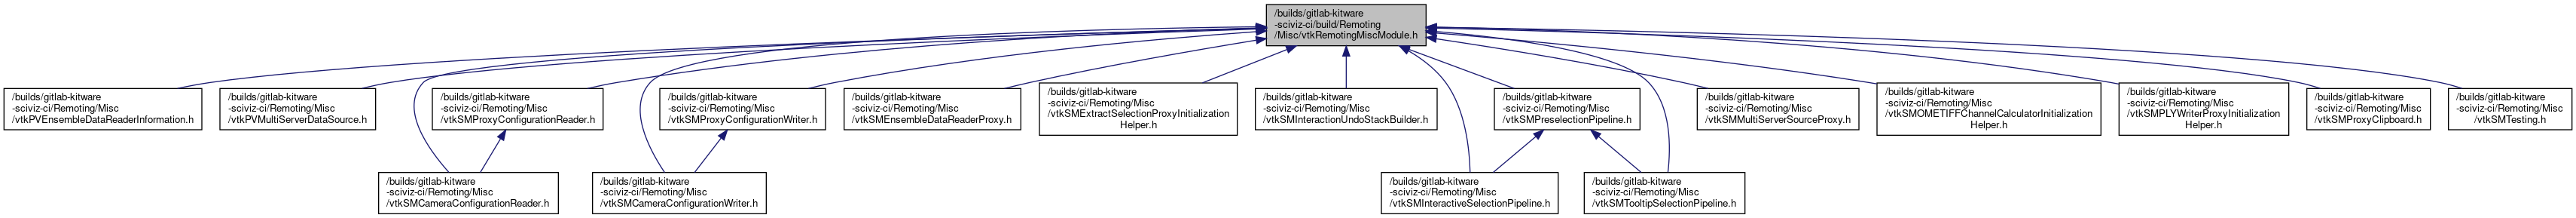 /builds/gitlab-kitware
-sciviz-ci/build/Remoting
/Misc/vtkRemotingMiscModule.h
/builds/gitlab-kitware
-sciviz-ci/Remoting/Misc
/vtkPVEnsembleDataReaderInformation.h
/builds/gitlab-kitware
-sciviz-ci/Remoting/Misc
/vtkPVMultiServerDataSource.h
/builds/gitlab-kitware
-sciviz-ci/Remoting/Misc
/vtkSMProxyConfigurationReader.h
/builds/gitlab-kitware
-sciviz-ci/Remoting/Misc
/vtkSMProxyConfigurationWriter.h
/builds/gitlab-kitware
-sciviz-ci/Remoting/Misc
/vtkSMEnsembleDataReaderProxy.h
/builds/gitlab-kitware
-sciviz-ci/Remoting/Misc
/vtkSMExtractSelectionProxyInitialization
Helper.h
/builds/gitlab-kitware
-sciviz-ci/Remoting/Misc
/vtkSMInteractionUndoStackBuilder.h
/builds/gitlab-kitware
-sciviz-ci/Remoting/Misc
/vtkSMPreselectionPipeline.h
/builds/gitlab-kitware
-sciviz-ci/Remoting/Misc
/vtkSMMultiServerSourceProxy.h
/builds/gitlab-kitware
-sciviz-ci/Remoting/Misc
/vtkSMOMETIFFChannelCalculatorInitialization
Helper.h
/builds/gitlab-kitware
-sciviz-ci/Remoting/Misc
/vtkSMPLYWriterProxyInitialization
Helper.h
/builds/gitlab-kitware
-sciviz-ci/Remoting/Misc
/vtkSMProxyClipboard.h
/builds/gitlab-kitware
-sciviz-ci/Remoting/Misc
/vtkSMTesting.h
/builds/gitlab-kitware
-sciviz-ci/Remoting/Misc
/vtkSMCameraConfigurationReader.h
/builds/gitlab-kitware
-sciviz-ci/Remoting/Misc
/vtkSMCameraConfigurationWriter.h
/builds/gitlab-kitware
-sciviz-ci/Remoting/Misc
/vtkSMInteractiveSelectionPipeline.h
/builds/gitlab-kitware
-sciviz-ci/Remoting/Misc
/vtkSMTooltipSelectionPipeline.h